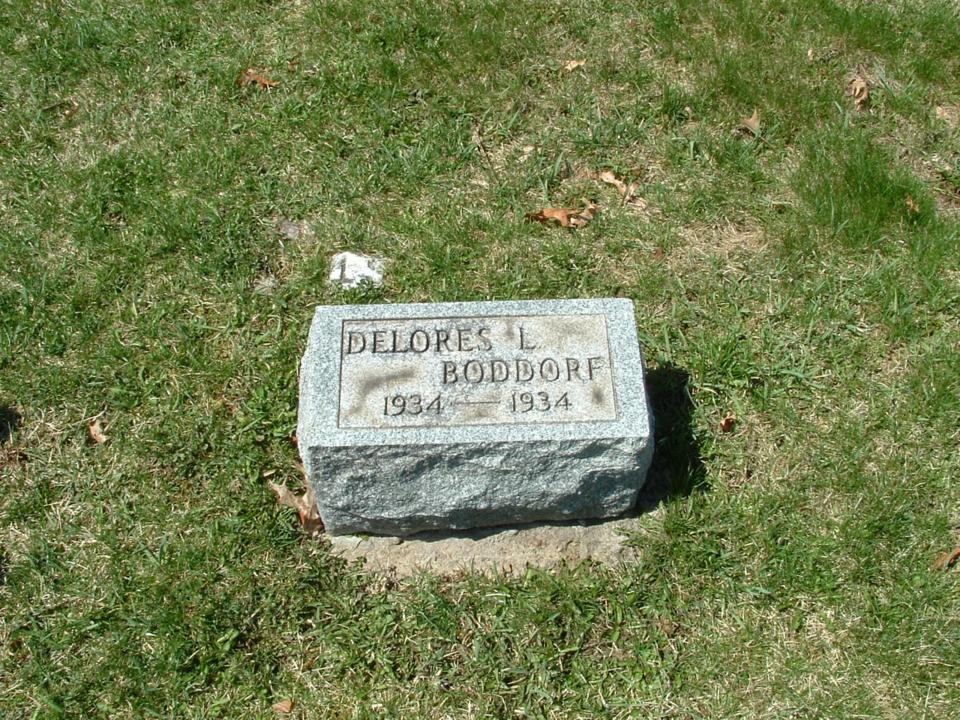 DELORES L
BODDORF
1934 — 1934